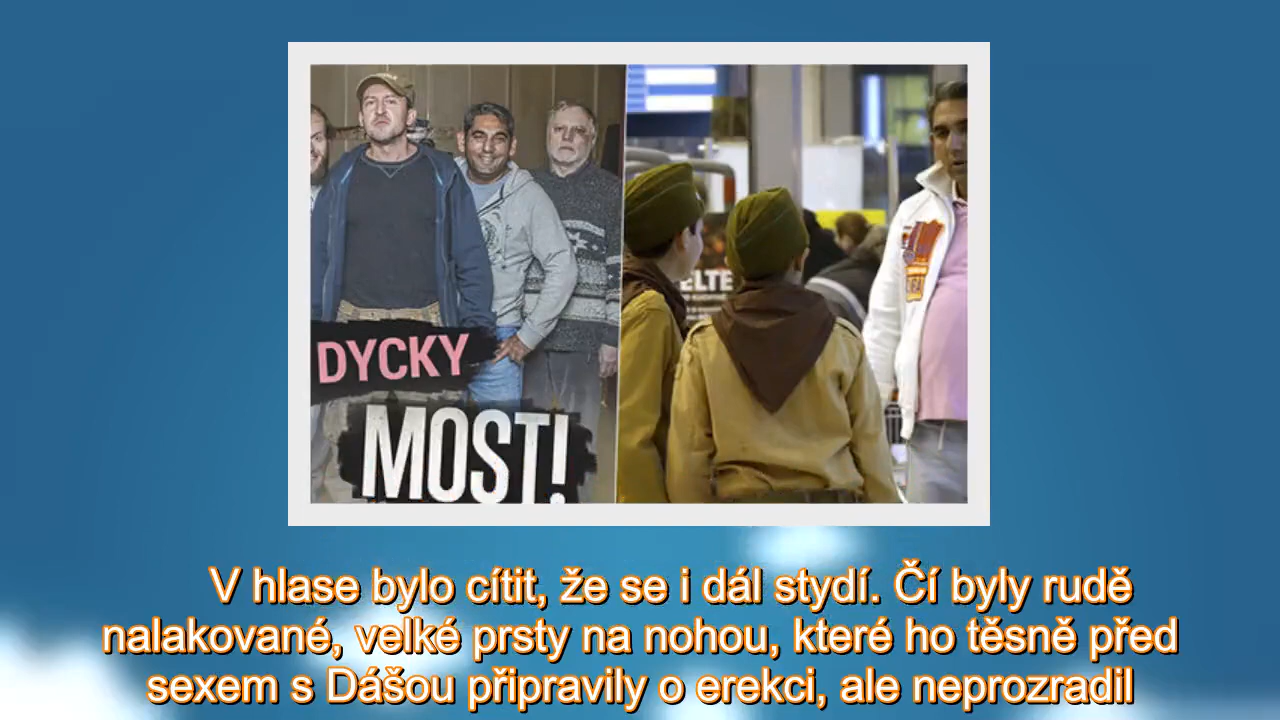 DYCKY
MOST!
ELTE
V hlase bylo cítit, že se i dál stydí. Čí byly rudě
nalakované, velké prsty na nohou, které ho těsně před
sexem s Dášou připravily o erekci, ale neprozradil